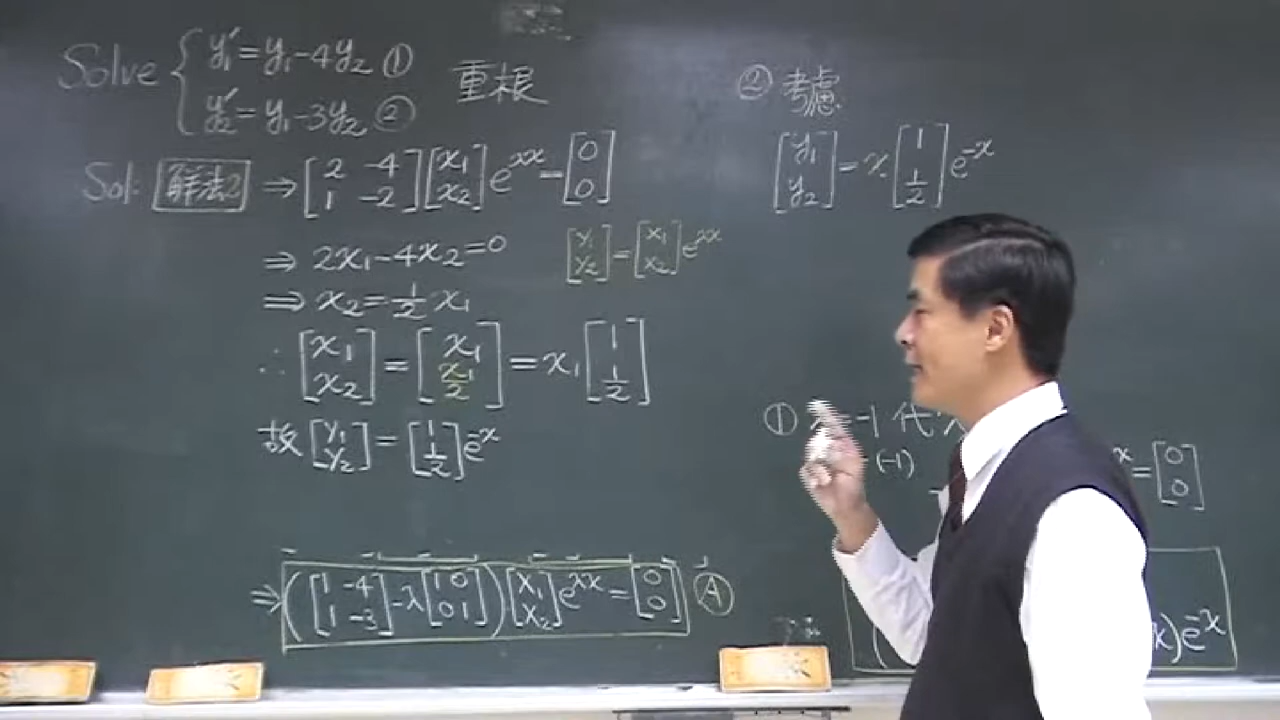 Solve { y₁′ = y₁ - 4y₂ ①
y₂′ = y₁ - 3y₂ ②
重根
Sol: 解法2 ⇒ [2 -4; 1 -2] [x₁; x₂] e^{λx} = [0; 0]
⇒ 2x₁ - 4x₂ = 0
[y₁; y₂] = [x₁; x₂] e^{λx}
⇒ x₂ = 1/2 x₁
∴ [x₁; x₂] = [x₁; x₁/2] = x₁ [1; 1/2]
故 [y₁; y₂] = [1; 1/2] e^{-x}
⇒ ([1 -4; 1 -3] - λ [1 0; 0 1]) [x₁; x₂] e^{λx} = [0; 0] Ⓐ
② 考慮
[y₁; y₂] = x [1; 1/2] e^{-x}
① λ = -1 代
-(-1)
= [0; 0]
x) e^{-x}